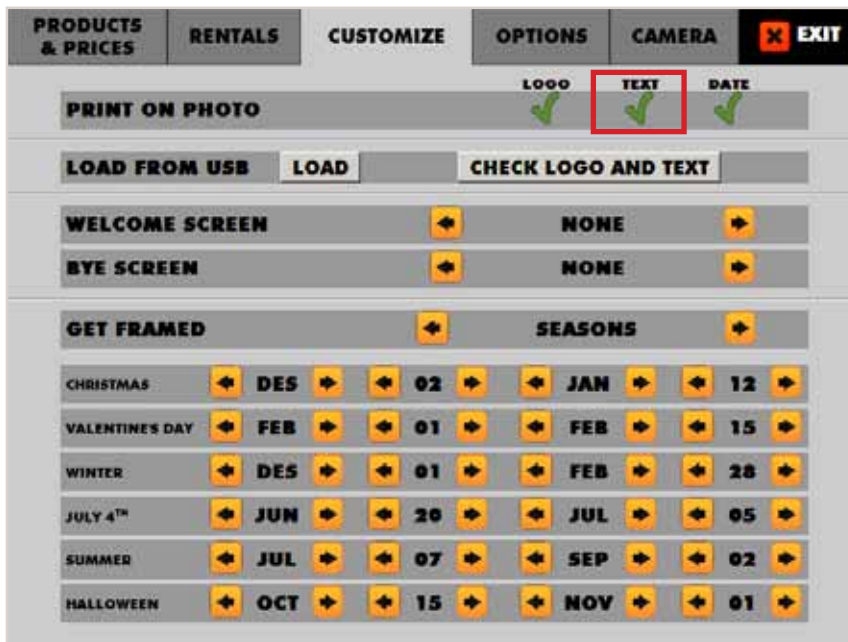 PRODUCTS & PRICES RENTALS CUSTOMIZE OPTIONS CAMERA X EXIT
LOGO TEXT DATE
PRINT ON PHOTO
LOAD FROM USB LOAD CHECK LOGO AND TEXT
WELCOME SCREEN NONE
BYE SCREEN NONE
GET FRAMED SEASONS
CHRISTMAS DES 02 JAN 12
VALENTINE'S DAY FEB 01 FEB 15
WINTER DES 01 FEB 28
JULY 4TH JUN 20 JUL 05
SUMMER JUL 07 SEP 02
HALLOWEEN OCT 15 NOV 01